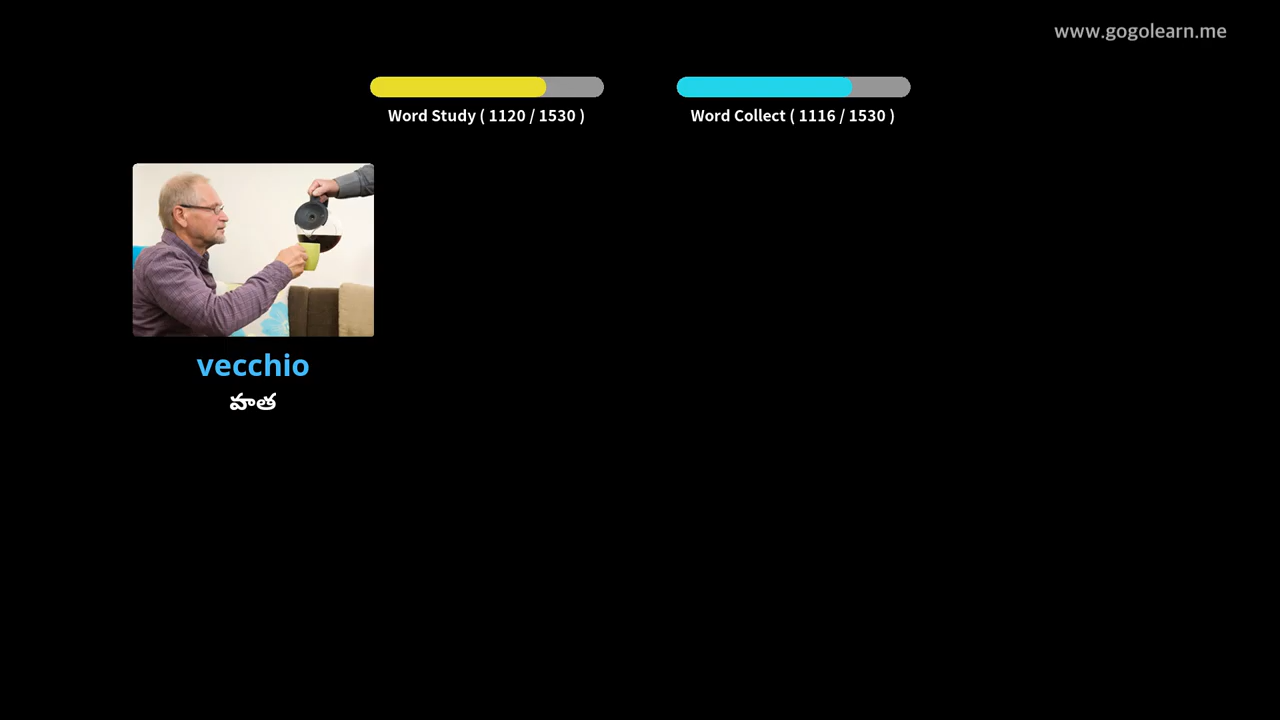 www.gogolearn.me
Word Study ( 1120 / 1530 )
Word Collect ( 1116 / 1530 )
vecchio
పాత